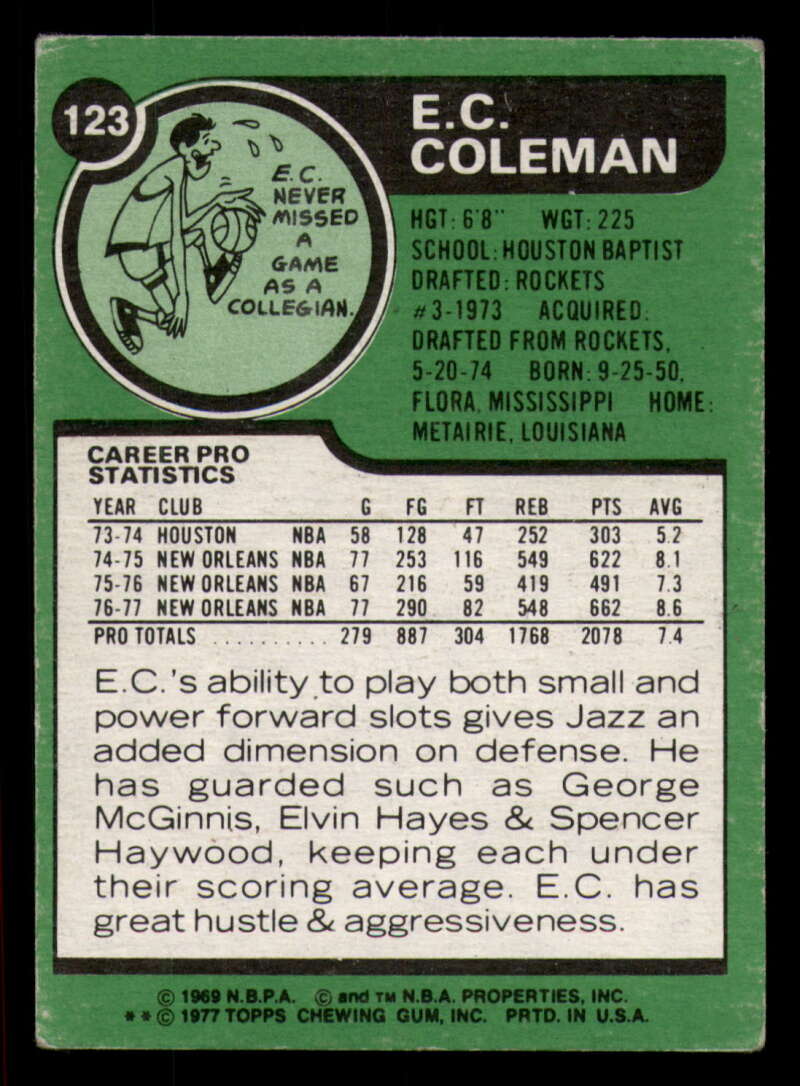 123
E.C.
COLEMAN
E.C.
NEVER
MISSED
A
GAME
AS A
COLLEGIAN.
HGT: 6'8" WGT: 225
SCHOOL: HOUSTON BAPTIST
DRAFTED: ROCKETS
#3-1973 ACQUIRED:
DRAFTED FROM ROCKETS,
5-20-74 BORN: 9-25-50,
FLORA, MISSISSIPPI HOME:
METAIRIE, LOUISIANA
CAREER PRO
STATISTICS
YEAR CLUB G FG FT REB PTS AVG
73-74 HOUSTON NBA 58 128 47 252 303 5.2
74-75 NEW ORLEANS NBA 77 253 116 549 622 8.1
75-76 NEW ORLEANS NBA 67 216 59 419 491 7.3
76-77 NEW ORLEANS NBA 77 290 82 548 662 8.6
PRO TOTALS .......... 279 887 304 1768 2078 7.4
E.C.'s ability to play both small and
power forward slots gives Jazz an
added dimension on defense. He
has guarded such as George
McGinnis, Elvin Hayes & Spencer
Haywood, keeping each under
their scoring average. E.C. has
great hustle & aggressiveness.
© 1969 N.B.P.A. © and TM N.B.A. PROPERTIES, INC.
**© 1977 TOPPS CHEWING GUM, INC. PRTD. IN U.S.A.